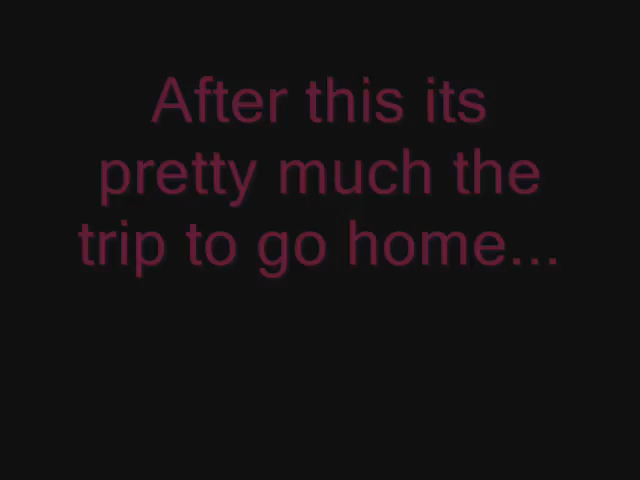 After this its
pretty much the
trip to go home...